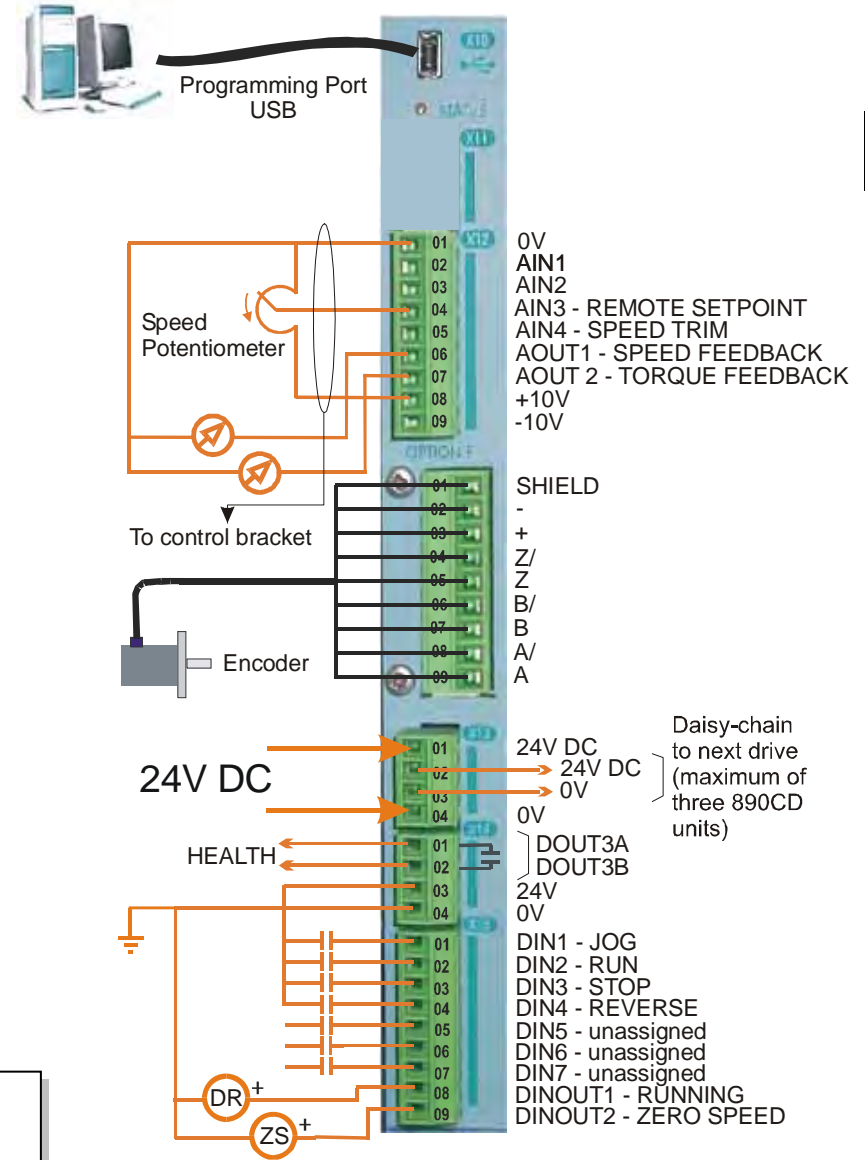 X10
Programming Port
USB
X11
X12
01 0V
02 AIN1
03 AIN2
04 AIN3 - REMOTE SETPOINT
05 AIN4 - SPEED TRIM
06 AOUT1 - SPEED FEEDBACK
07 AOUT 2 - TORQUE FEEDBACK
08 +10V
09 -10V
Speed
Potentiometer
OPTION F
To control bracket
01 SHIELD
02 -
03 +
04 Z/
05 Z
06 B/
07 B
08 A/
09 A
Encoder
X13
24V DC
01 24V DC
02 24V DC
03 0V
04 0V
Daisy-chain
to next drive
(maximum of
three 890CD
units)
X14
HEALTH
01 DOUT3A
02 DOUT3B
03 24V
04 0V
X15
01 DIN1 - JOG
02 DIN2 - RUN
03 DIN3 - STOP
04 DIN4 - REVERSE
05 DIN5 - unassigned
06 DIN6 - unassigned
07 DIN7 - unassigned
08 DINOUT1 - RUNNING
09 DINOUT2 - ZERO SPEED
DR +
ZS +